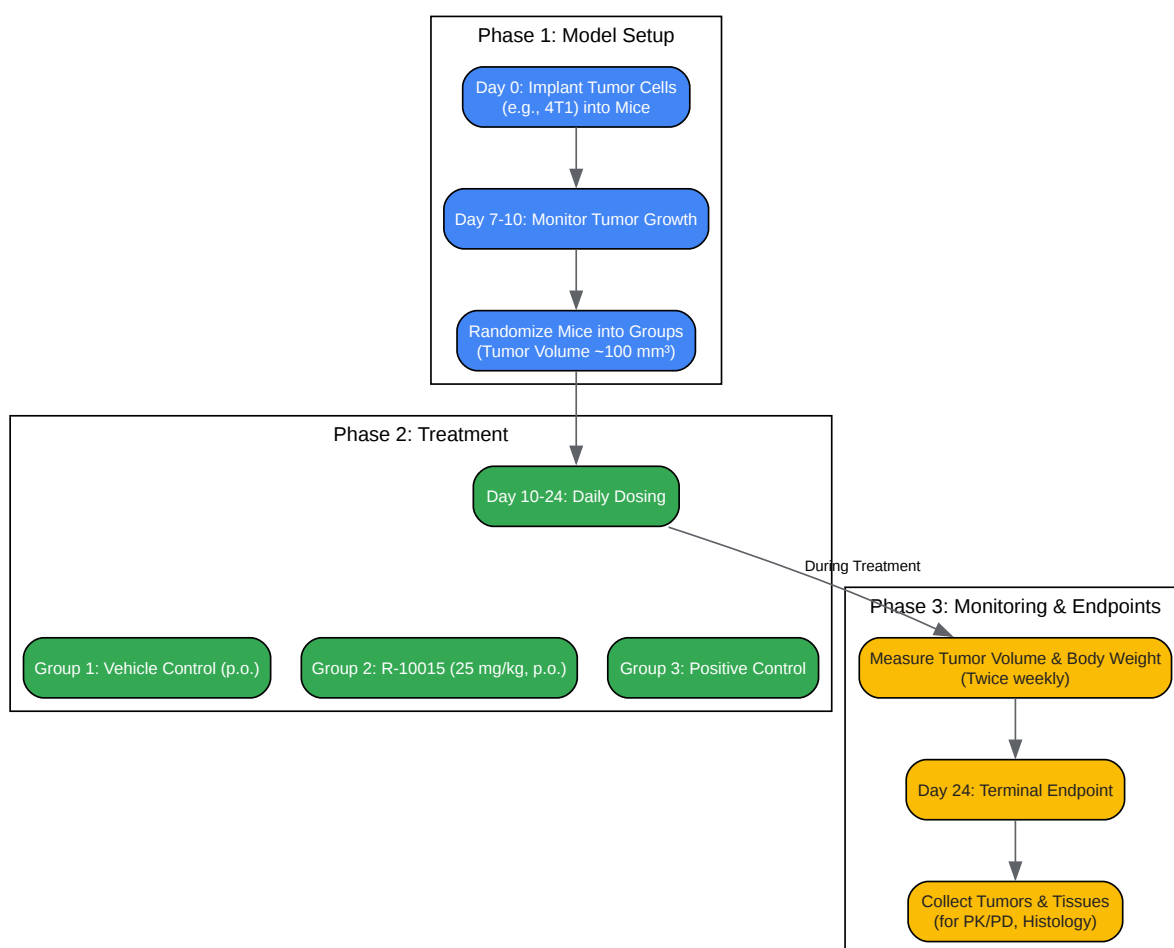 Phase 1: Model Setup
Day 0: Implant Tumor Cells
(e.g., 4T1) into Mice
Day 7-10: Monitor Tumor Growth
Randomize Mice into Groups
(Tumor Volume ~100 mm³)
Phase 2: Treatment
Day 10-24: Daily Dosing
During Treatment
Group 1: Vehicle Control (p.o.)
Group 2: R-10015 (25 mg/kg, p.o.)
Group 3: Positive Control
Phase 3: Monitoring & Endpoints
Measure Tumor Volume & Body Weight
(Twice weekly)
Day 24: Terminal Endpoint
Collect Tumors & Tissues
(for PK/PD, Histology)